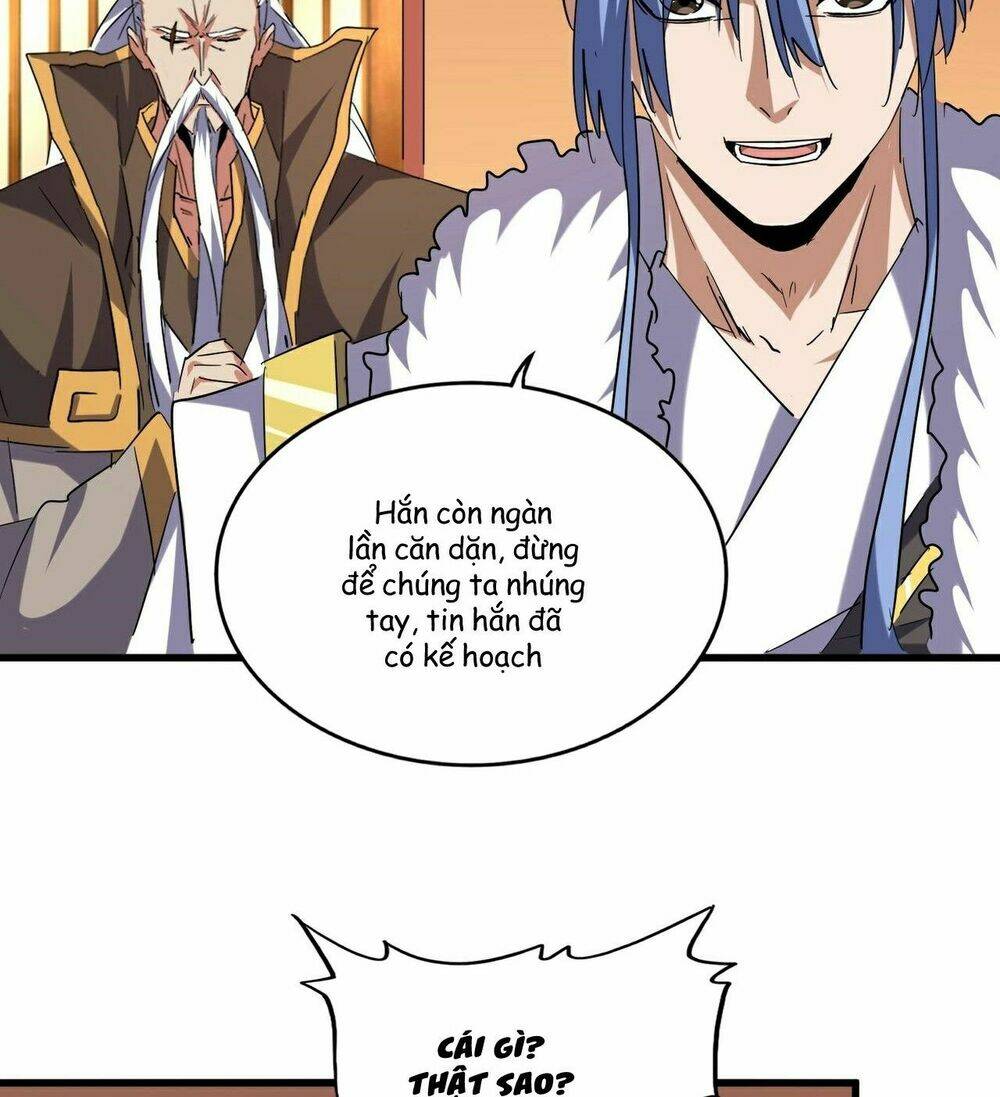 Hắn còn ngàn
lần căn dặn, đừng
để chúng ta nhúng
tay, tin hắn đã
có kế hoạch
CÁI GÌ?
THẬT SAO?